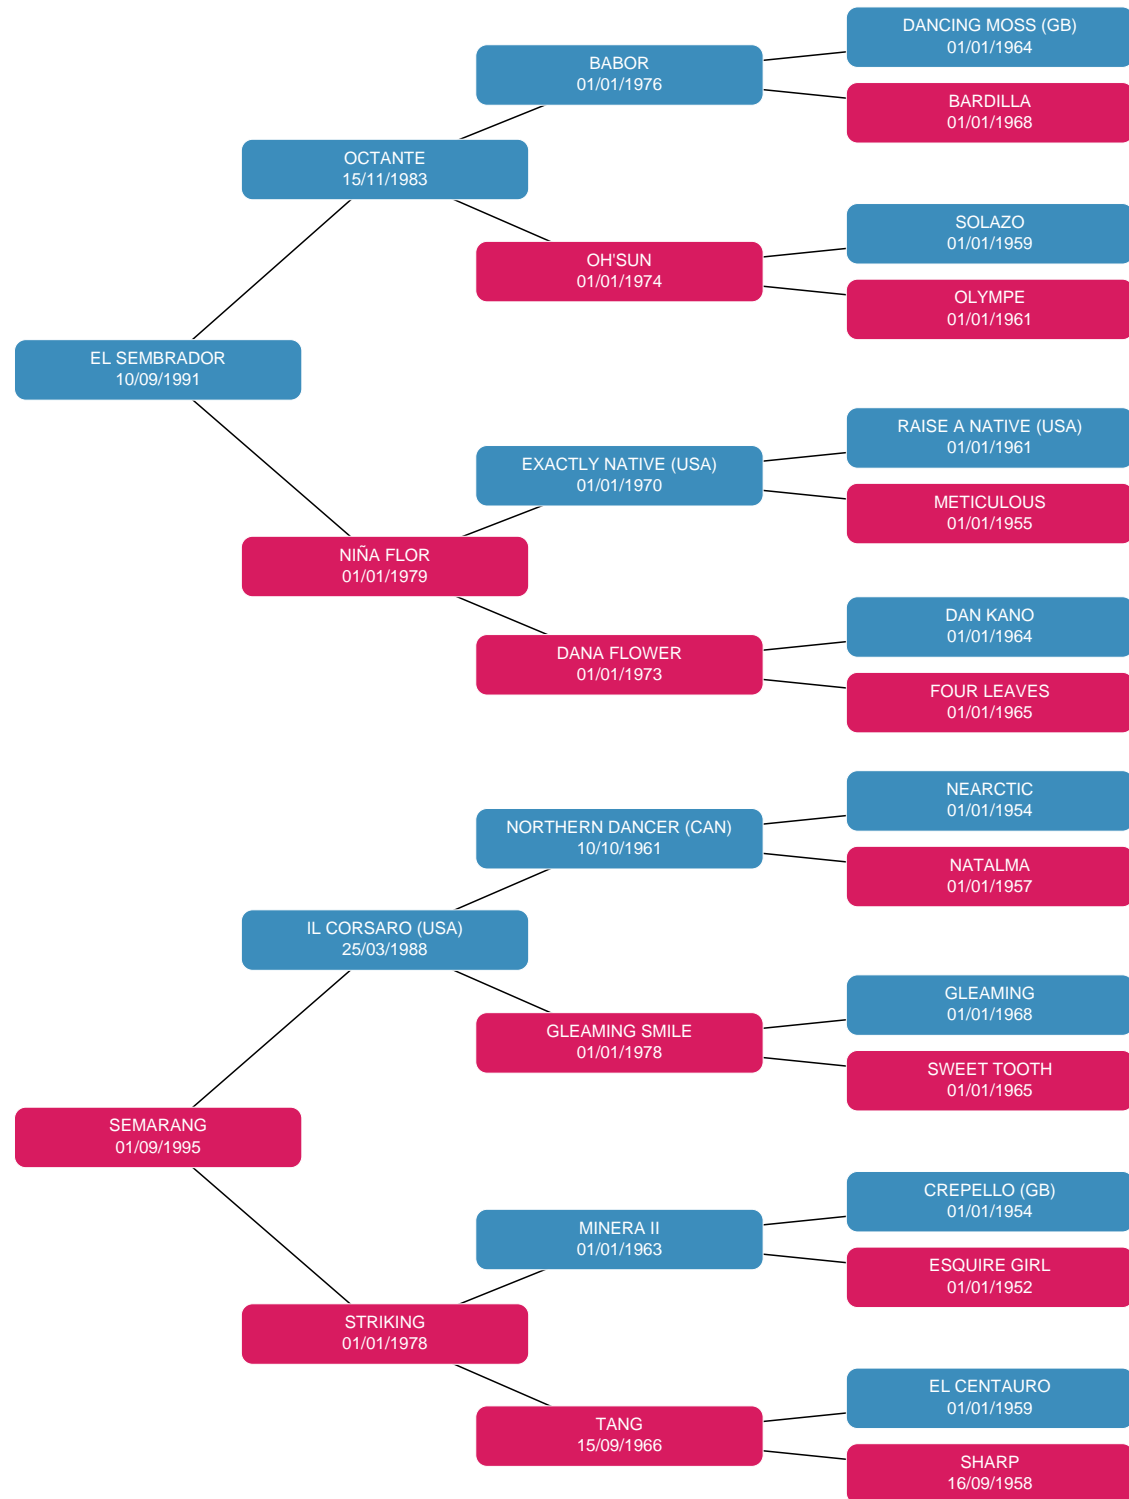 DANCING MOSS (GB)
01/01/1964
BABOR
01/01/1976
BARDILLA
01/01/1968
OCTANTE
15/11/1983
SOLAZO
01/01/1959
OH'SUN
01/01/1974
OLYMPE
01/01/1961
EL SEMBRADOR
10/09/1991
RAISE A NATIVE (USA)
01/01/1961
EXACTLY NATIVE (USA)
01/01/1970
METICULOUS
01/01/1955
NIÑA FLOR
01/01/1979
DAN KANO
01/01/1964
DANA FLOWER
01/01/1973
FOUR LEAVES
01/01/1965
NEARCTIC
01/01/1954
NORTHERN DANCER (CAN)
10/10/1961
NATALMA
01/01/1957
IL CORSARO (USA)
25/03/1988
GLEAMING
01/01/1968
GLEAMING SMILE
01/01/1978
SWEET TOOTH
01/01/1965
SEMARANG
01/09/1995
CREPELLO (GB)
01/01/1954
MINERA II
01/01/1963
ESQUIRE GIRL
01/01/1952
STRIKING
01/01/1978
EL CENTAURO
01/01/1959
TANG
15/09/1966
SHARP
16/09/1958